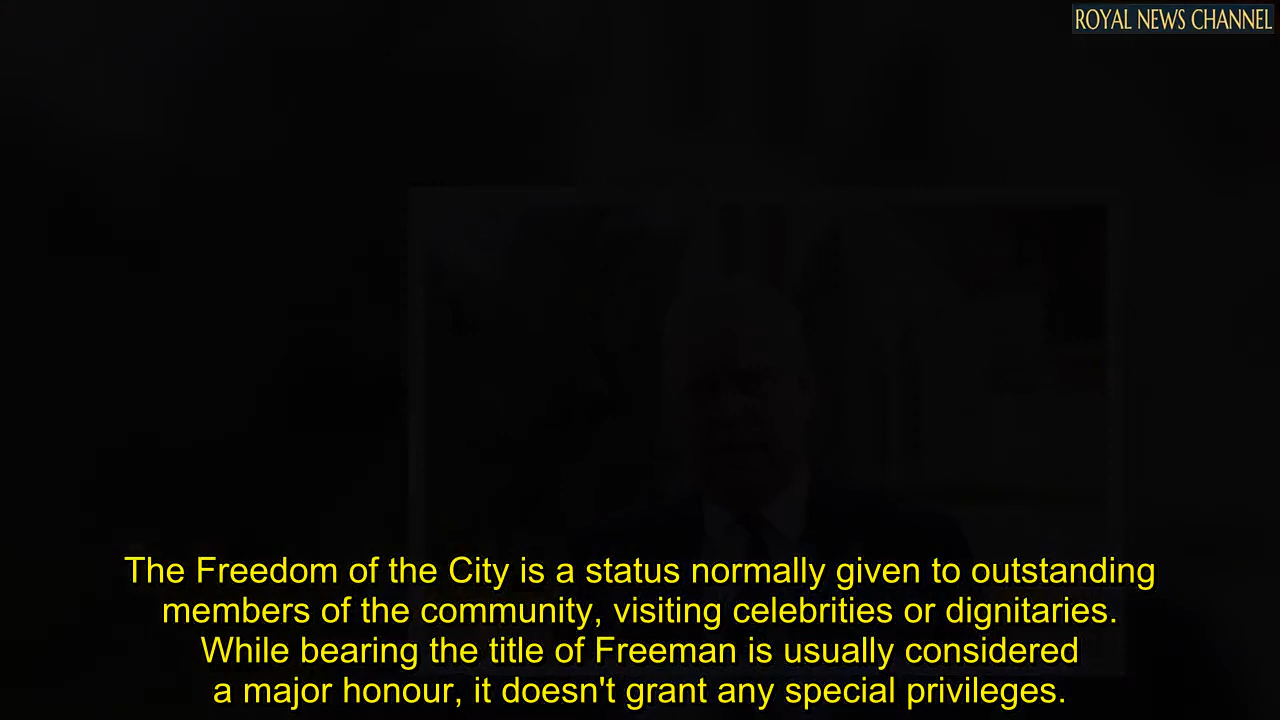 ROYAL NEWS CHANNEL
The Freedom of the City is a status normally given to outstanding
members of the community, visiting celebrities or dignitaries.
While bearing the title of Freeman is usually considered
a major honour, it doesn't grant any special privileges.